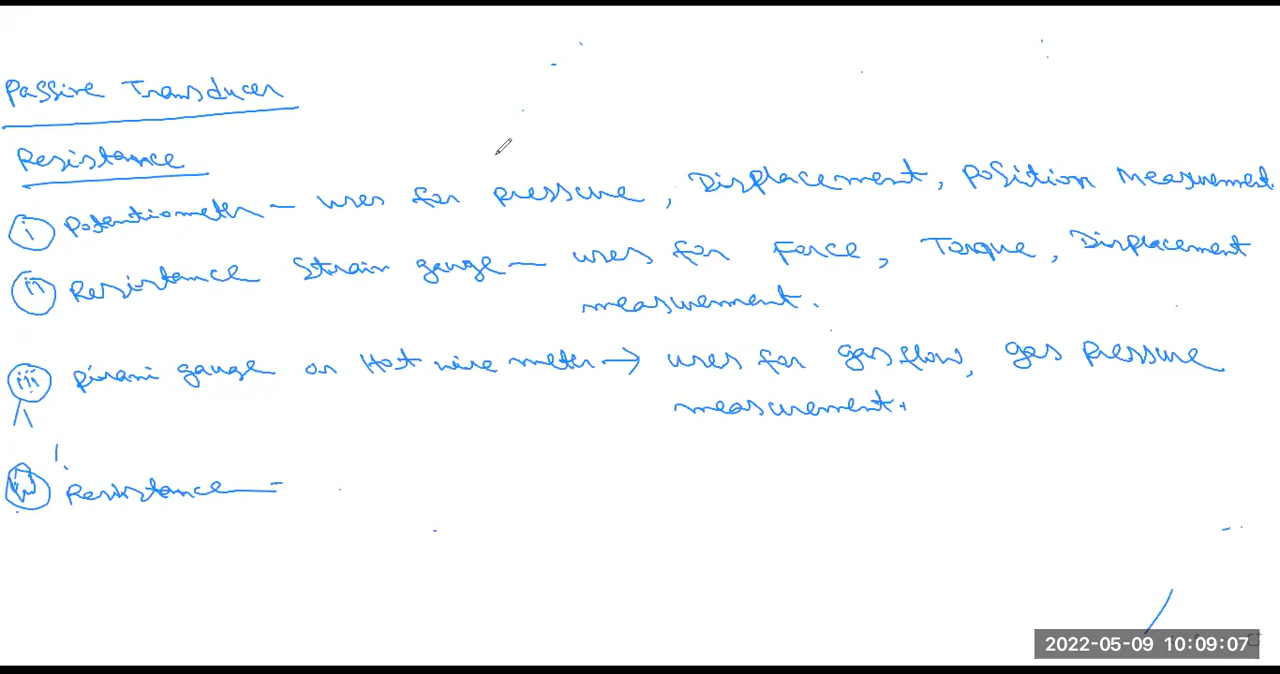 Passive Transducer
Resistance
i Potentiometer — uses for pressure, Displacement, Position Measurement
ii Resistance Strain gauge — uses for Force, Torque, Displacement
measurement.
iii Pirani gauge or Hot wire meter → uses for gas flow, gas pressure
measurement.
Resistance —
2022-05-09 10:09:07